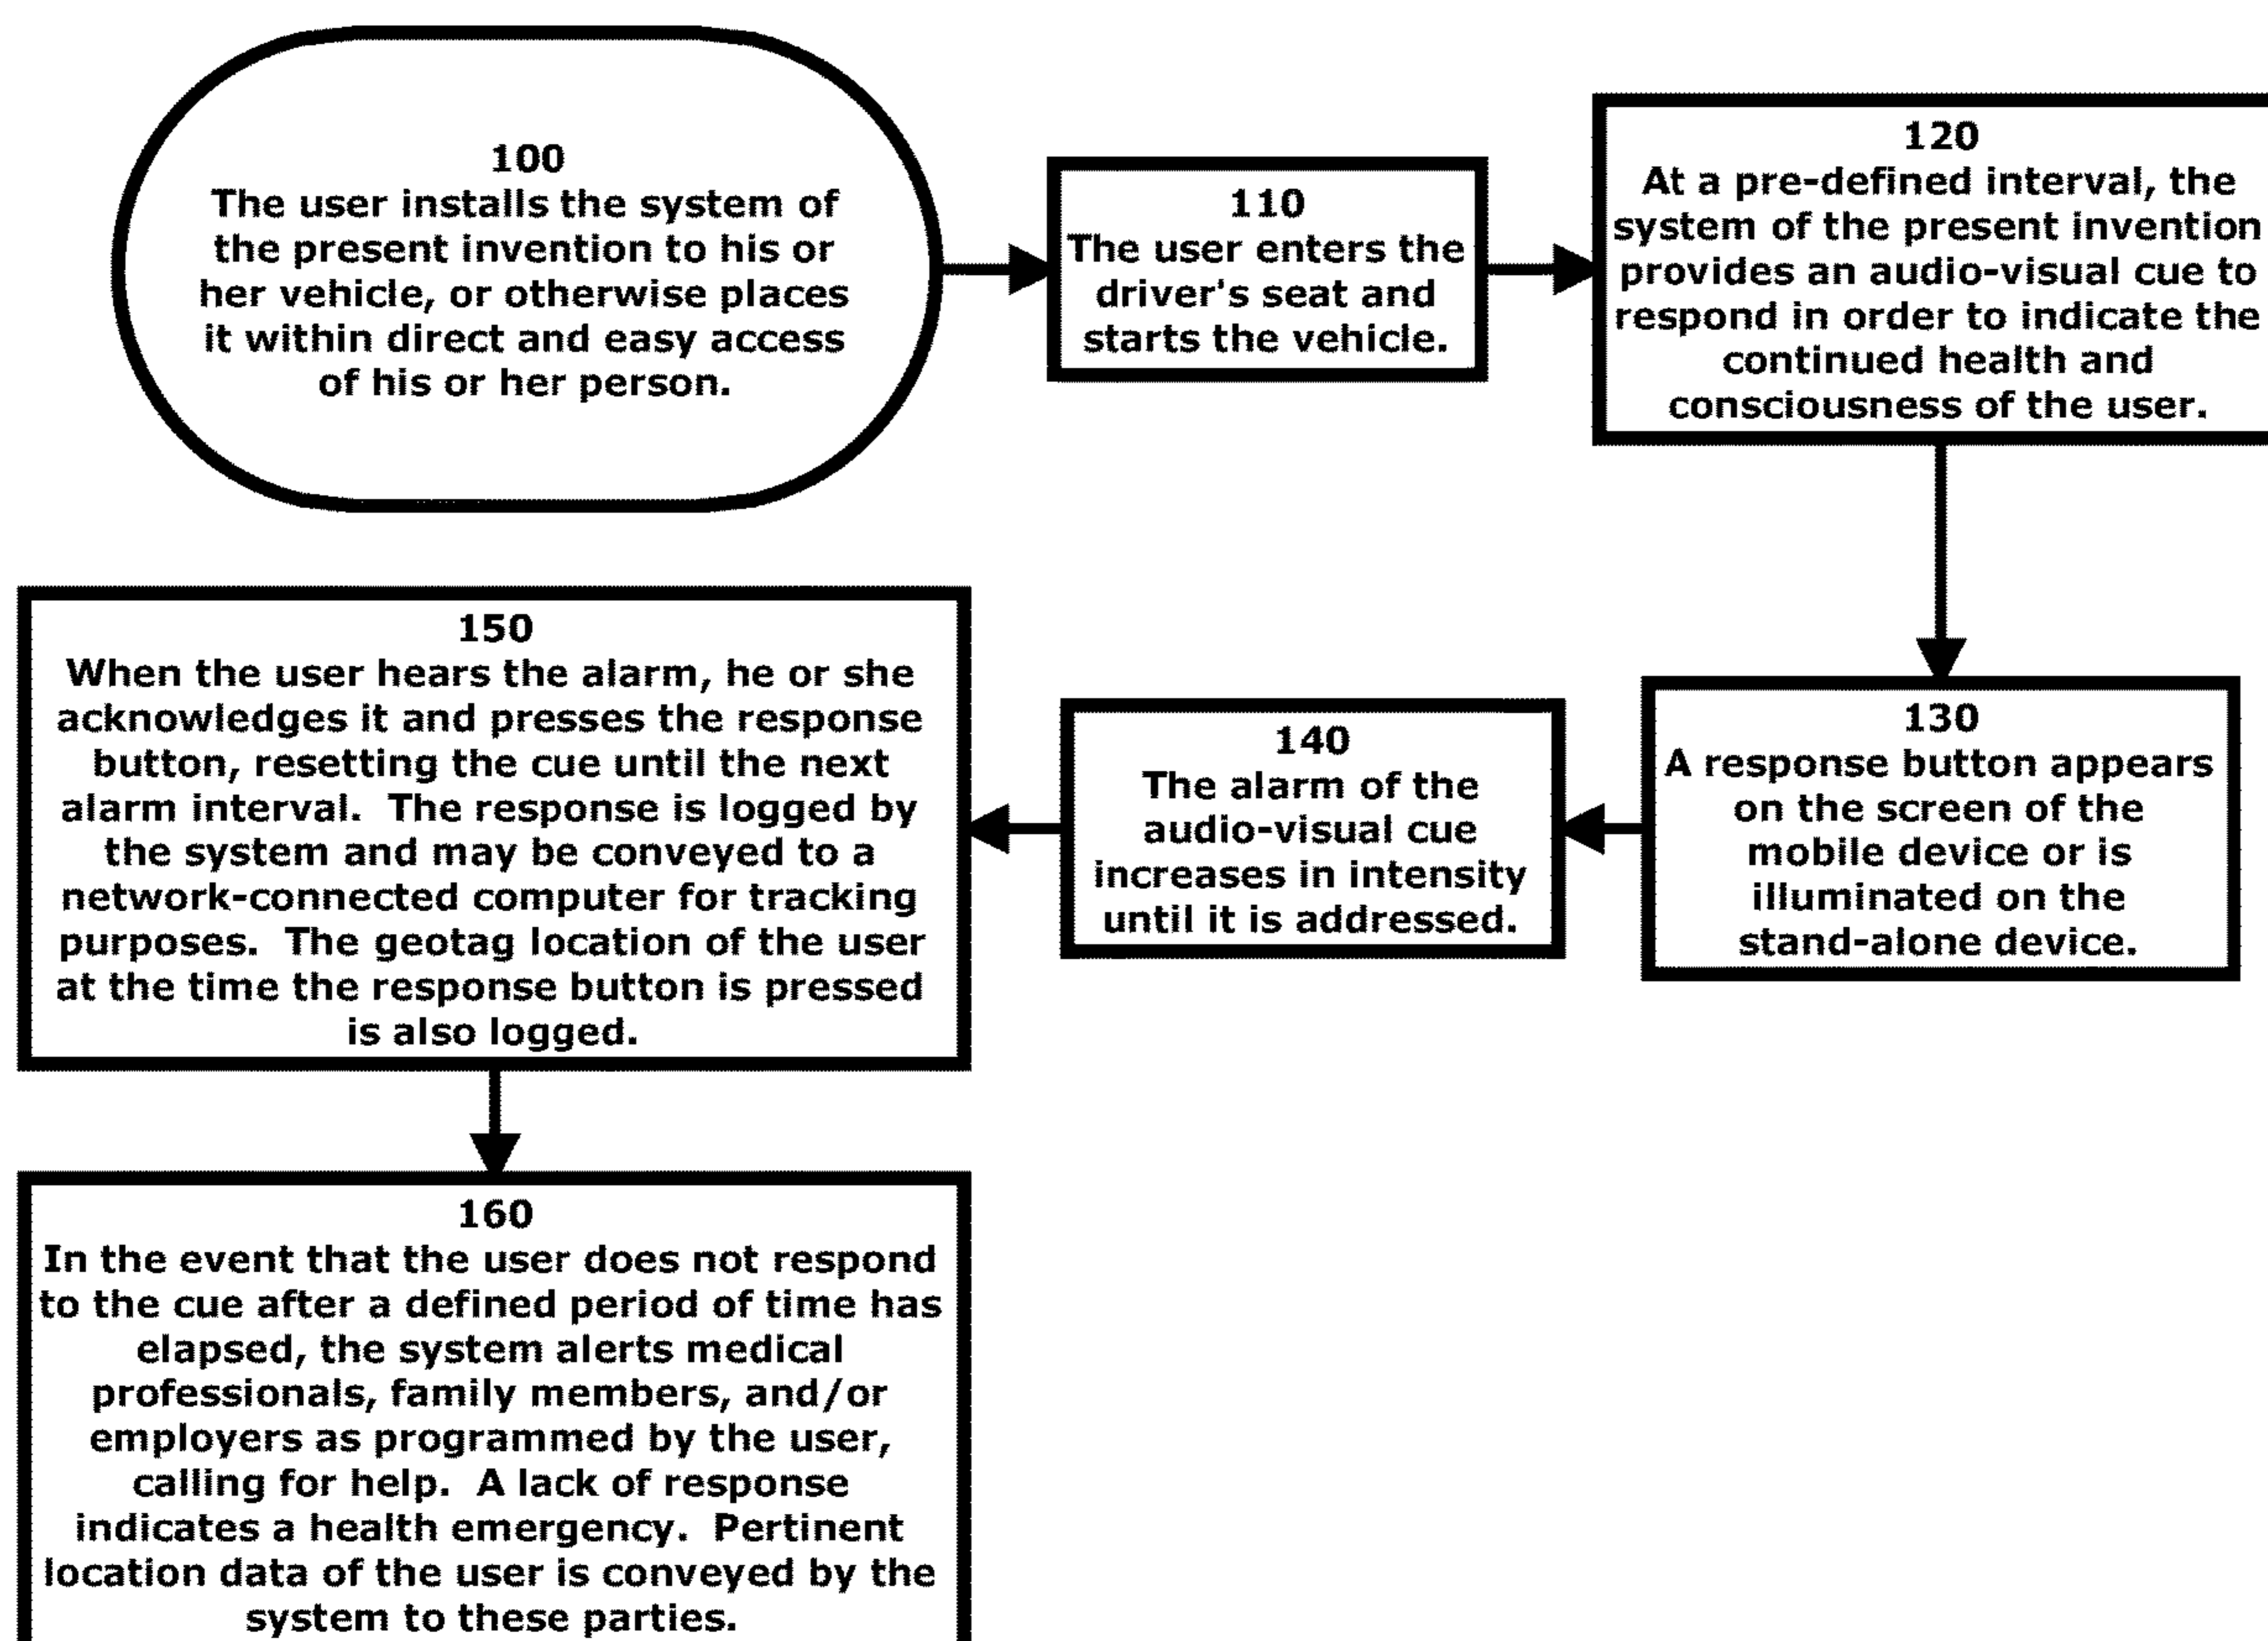 100
The user installs the system of
the present invention to his or
her vehicle, or otherwise places
it within direct and easy access
of his or her person.
110
The user enters the
driver's seat and
starts the vehicle.
120
At a pre-defined interval, the
system of the present invention
provides an audio-visual cue to
respond in order to indicate the
continued health and
consciousness of the user.
130
A response button appears
on the screen of the
mobile device or is
illuminated on the
stand-alone device.
140
The alarm of the
audio-visual cue
increases in intensity
until it is addressed.
150
When the user hears the alarm, he or she
acknowledges it and presses the response
button, resetting the cue until the next
alarm interval.  The response is logged by
the system and may be conveyed to a
network-connected computer for tracking
purposes.  The geotag location of the user
at the time the response button is pressed
is also logged.
160
In the event that the user does not respond
to the cue after a defined period of time has
elapsed, the system alerts medical
professionals, family members, and/or
employers as programmed by the user,
calling for help.  A lack of response
indicates a health emergency.  Pertinent
location data of the user is conveyed by the
system to these parties.